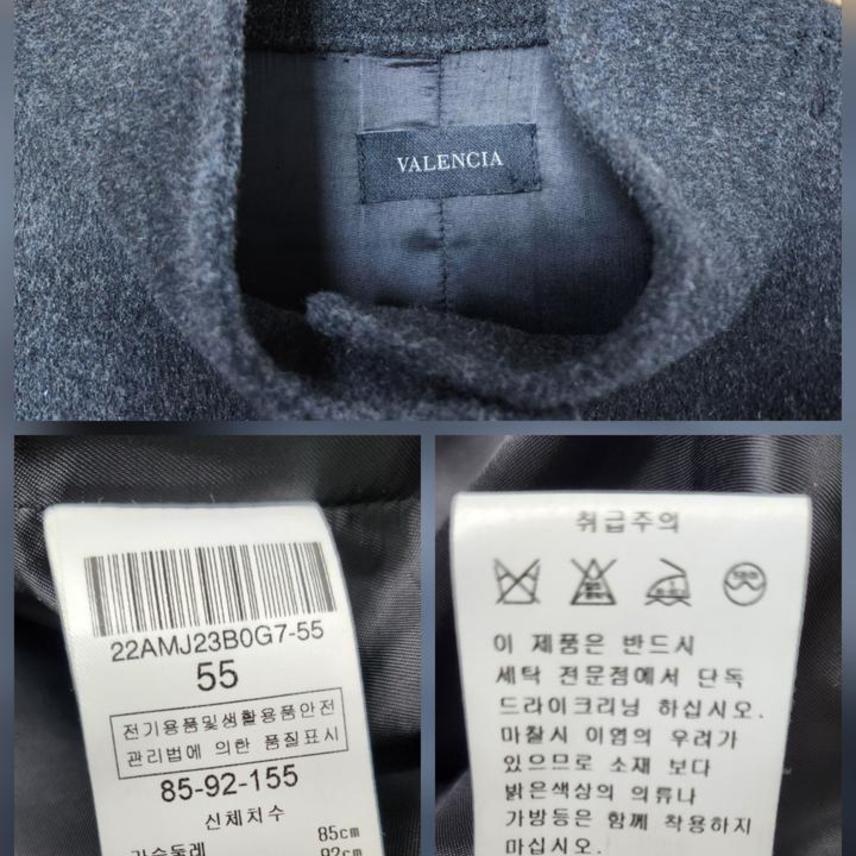 VALENCIA
22AMJ23B0G7-55
55
전기용품및생활용품안전
관리법에 의한 품질표시
85-92-155
신체치수
가슴둘레 85cm
92cm
취급주의
이 제품은 반드시
세탁 전문점에서 단독
드라이크리닝 하십시오.
마찰시 이염의 우려가
있으므로 소재 보다
밝은색상의 의류나
가방등은 함께 착용하지
마십시오.